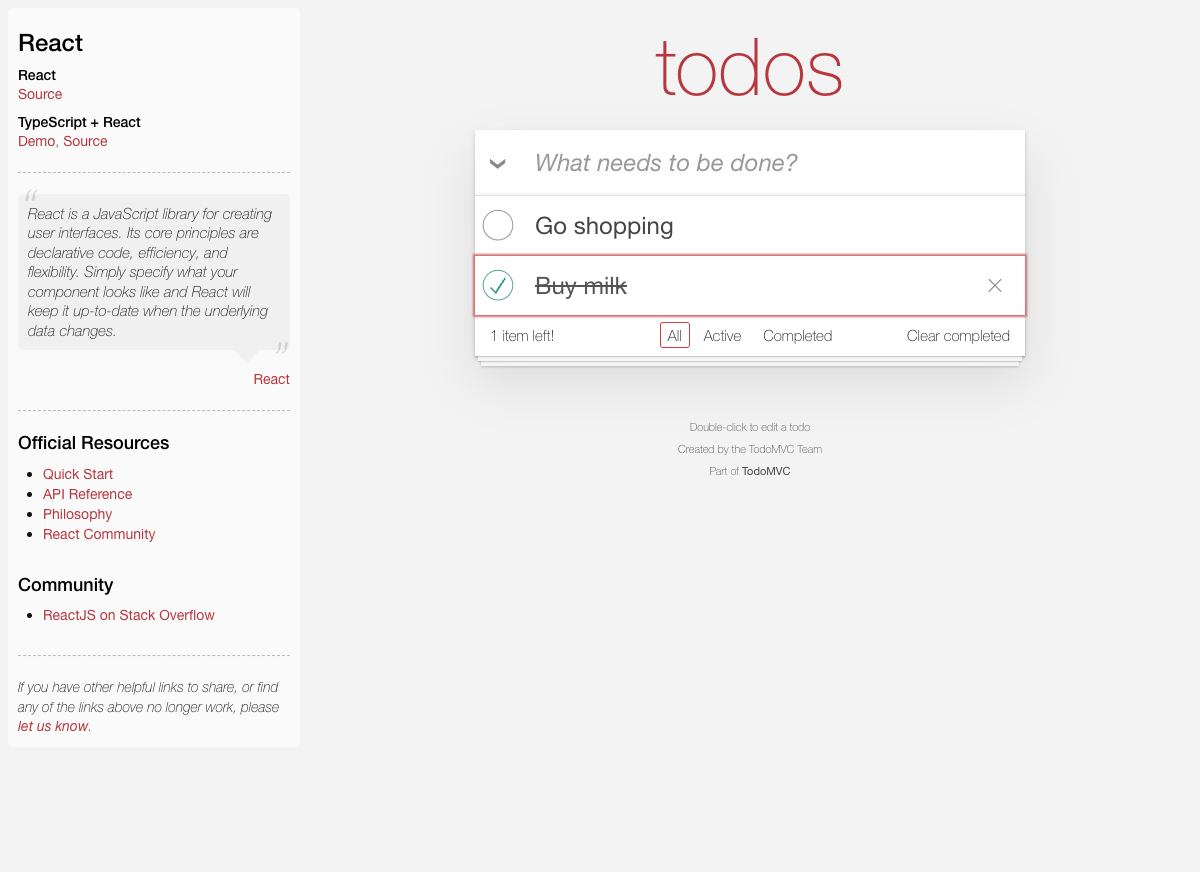 React
React
Source
TypeScript + React
Demo, Source
“
React is a JavaScript library for creating
user interfaces. Its core principles are
declarative code, efficiency, and
flexibility. Simply specify what your
component looks like and React will
keep it up-to-date when the underlying
data changes.
”
React
Official Resources
Quick Start
API Reference
Philosophy
React Community
Community
ReactJS on Stack Overflow
If you have other helpful links to share, or find
any of the links above no longer work, please
let us know.
todos
What needs to be done?
Go shopping
Buy milk
1 item left! All Active Completed Clear completed
Double-click to edit a todo
Created by the TodoMVC Team
Part of TodoMVC